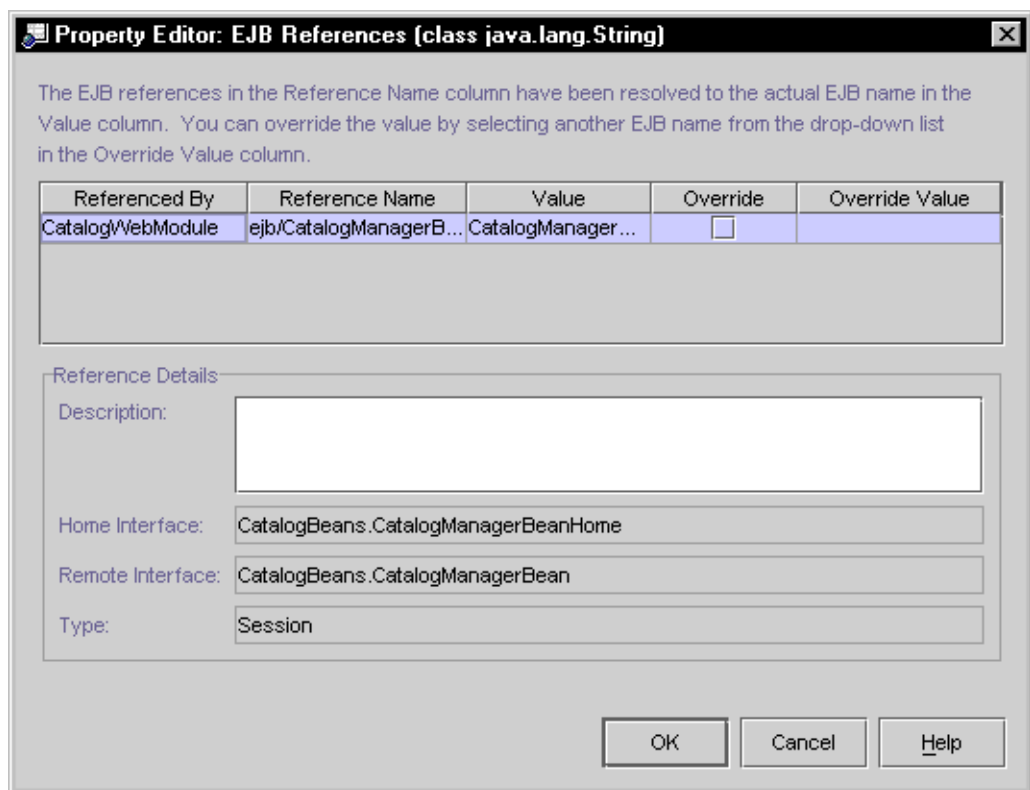 Property Editor: EJB References (class java.lang.String)
The EJB references in the Reference Name column have been resolved to the actual EJB name in the
Value column. You can override the value by selecting another EJB name from the drop-down list
in the Override Value column.
Referenced By Reference Name Value Override Override Value
CatalogWebModule ejb/CatalogManagerB... CatalogManager...
Reference Details
Description:
Home Interface: CatalogBeans.CatalogManagerBeanHome
Remote Interface: CatalogBeans.CatalogManagerBean
Type: Session
OK Cancel Help